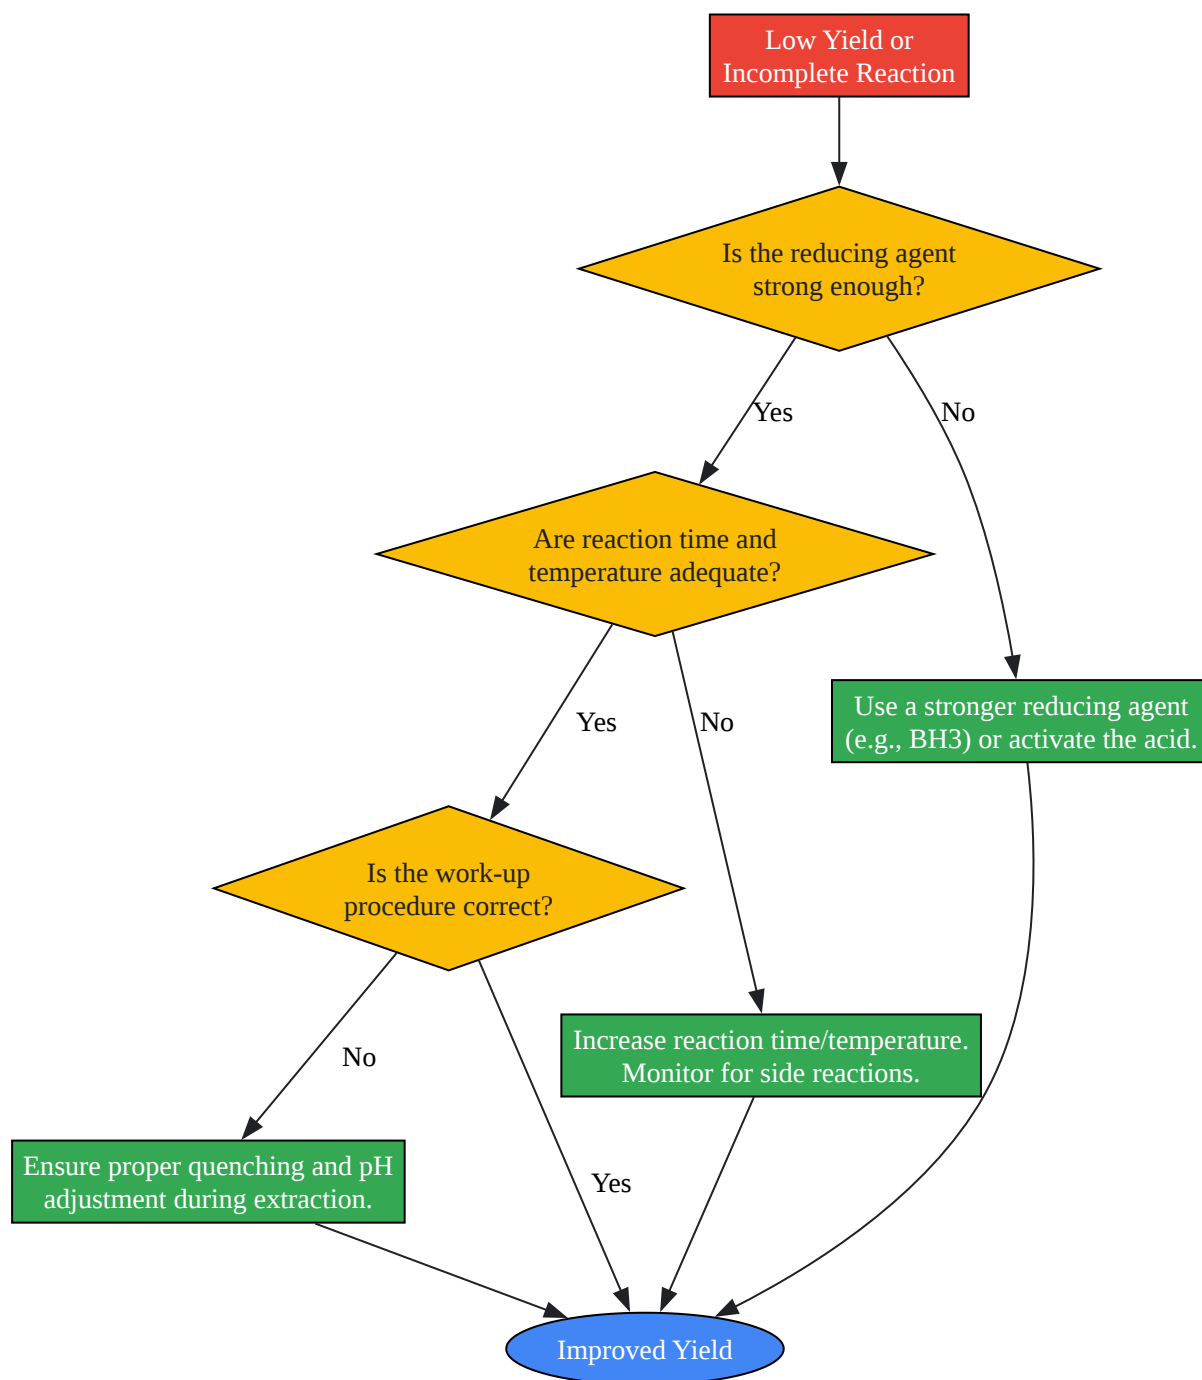 Low Yield or
Incomplete Reaction
Is the reducing agent
strong enough?
Yes
No
Are reaction time and
temperature adequate?
Yes
No
Use a stronger reducing agent
(e.g., BH3) or activate the acid.
Is the work-up
procedure correct?
No
Yes
Increase reaction time/temperature.
Monitor for side reactions.
Ensure proper quenching and pH
adjustment during extraction.
Improved Yield